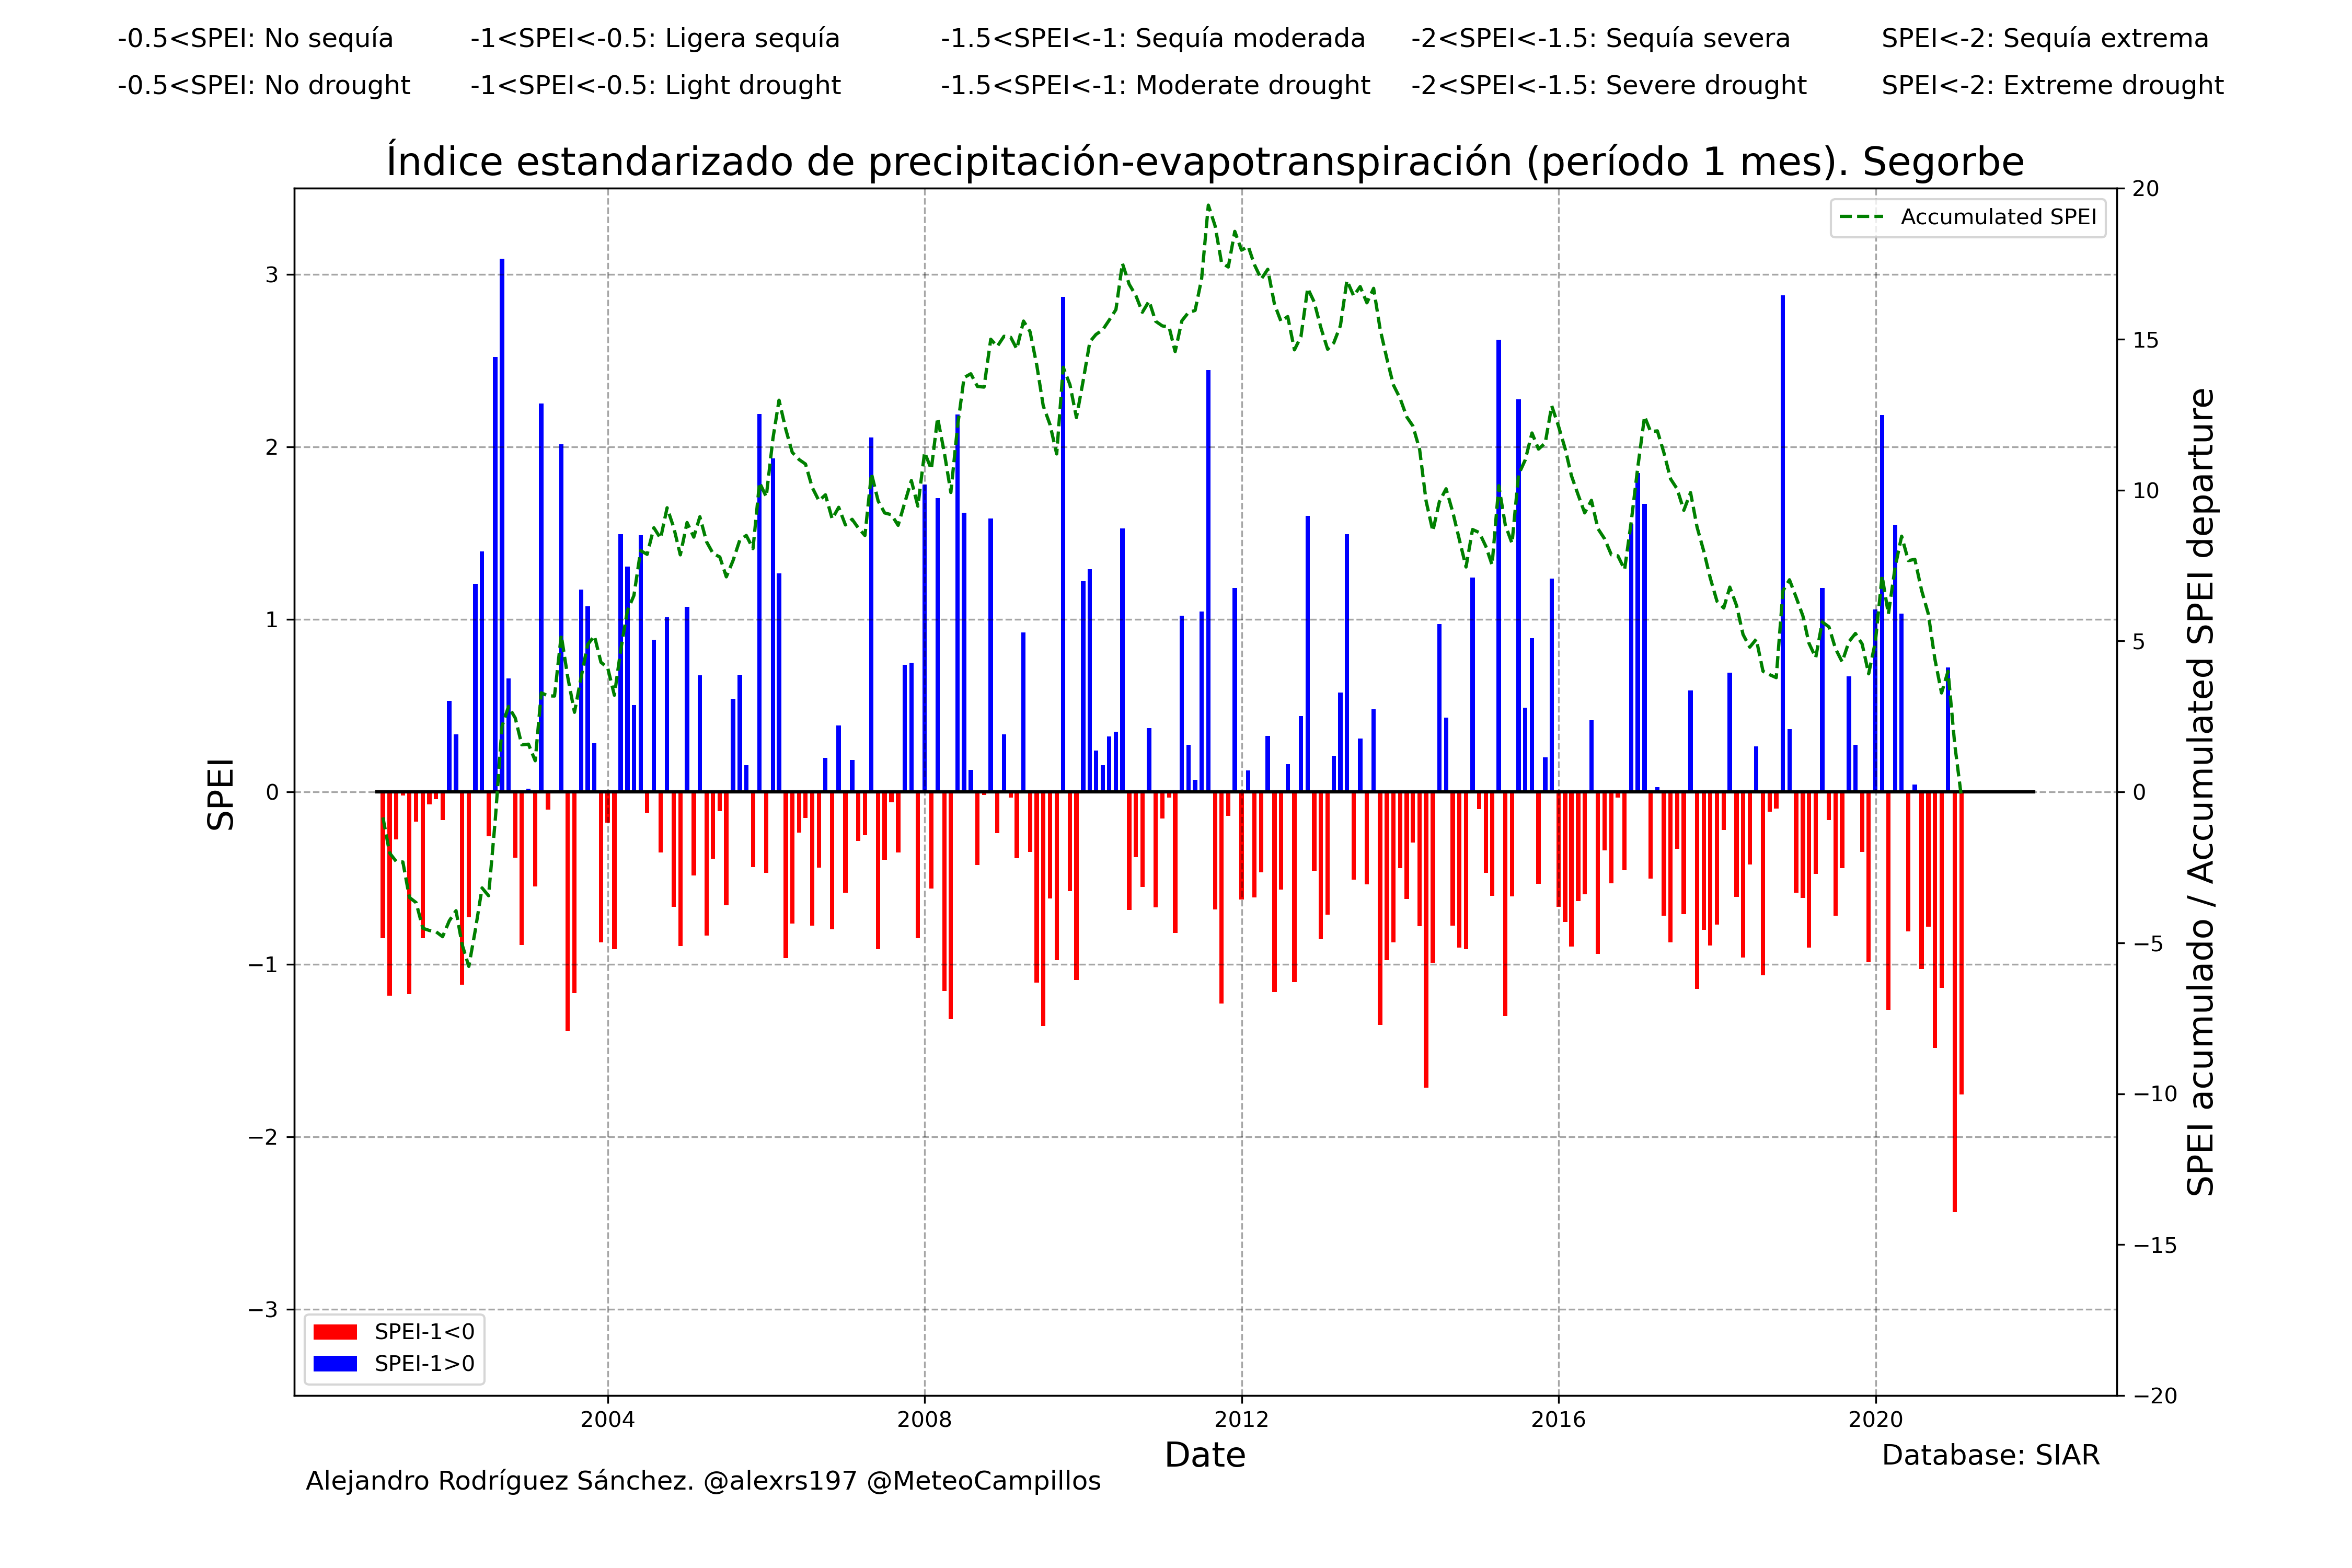 -0.5<SPEI: No sequía -1<SPEI<-0.5: Ligera sequía -1.5<SPEI<-1: Sequía moderada -2<SPEI<-1.5: Sequía severa SPEI<-2: Sequía extrema
-0.5<SPEI: No drought -1<SPEI<-0.5: Light drought -1.5<SPEI<-1: Moderate drought -2<SPEI<-1.5: Severe drought SPEI<-2: Extreme drought
Índice estandarizado de precipitación-evapotranspiración (período 1 mes). Segorbe
Accumulated SPEI
SPEI
3
2
1
0
−1
−2
−3
20
15
10
5
0
−5
−10
−15
−20
SPEI acumulado / Accumulated SPEI departure
SPEI-1<0
SPEI-1>0
2004 2008 2012 2016 2020
Date
Database: SIAR
Alejandro Rodríguez Sánchez. @alexrs197 @MeteoCampillos